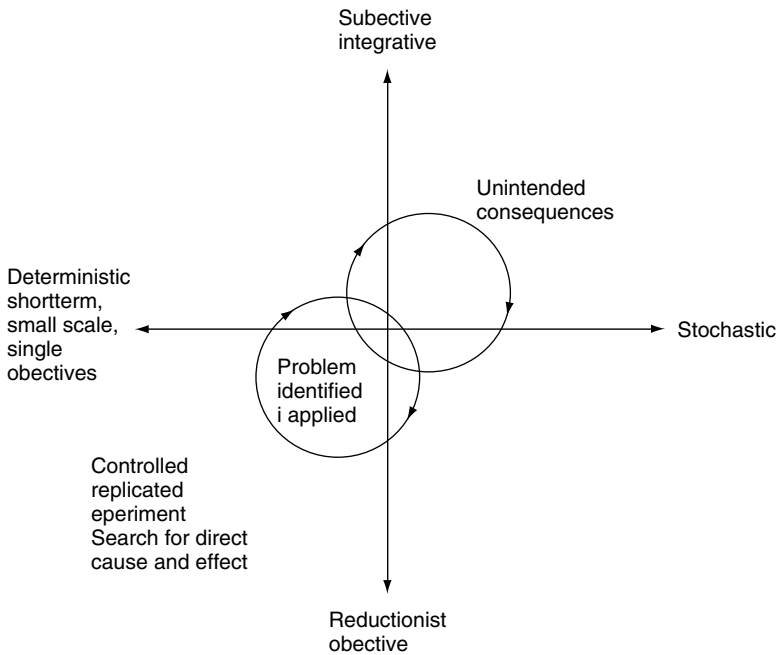 Subective
integrative
Unintended
consequences
Deterministic
shortterm,
small scale,
single
obectives
Stochastic
Problem
identified
i applied
Controlled
replicated
eperiment
Search for direct
cause and effect
Reductionist
obective